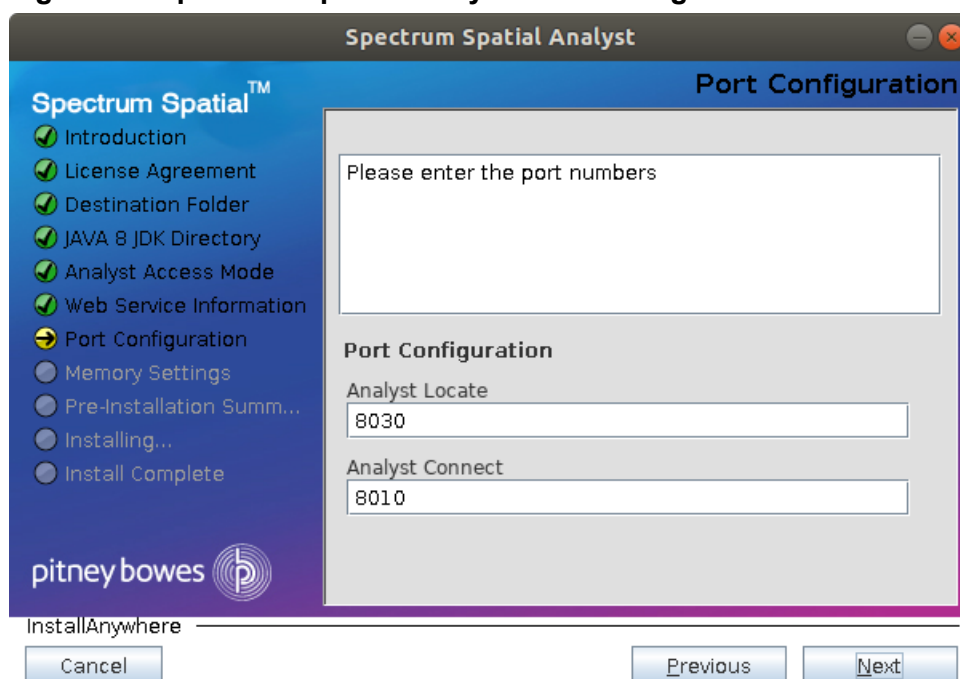 Spectrum Spatial Analyst
Port Configuration
Spectrum Spatial™
Introduction
License Agreement
Destination Folder
JAVA 8 JDK Directory
Analyst Access Mode
Web Service Information
Port Configuration
Memory Settings
Pre-Installation Summ...
Installing...
Install Complete
pitney bowes
Please enter the port numbers
Port Configuration
Analyst Locate
8030
Analyst Connect
8010
InstallAnywhere
Cancel
Previous
Next